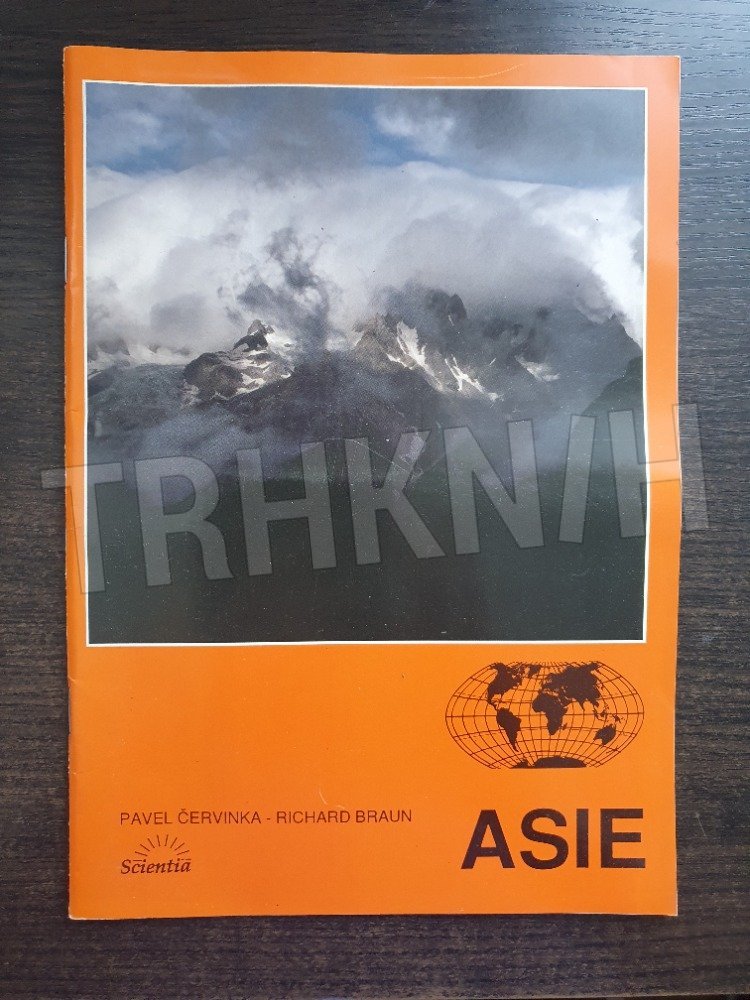 TRHKNIH
PAVEL ČERVINKA - RICHARD BRAUN
Scientia
ASIE